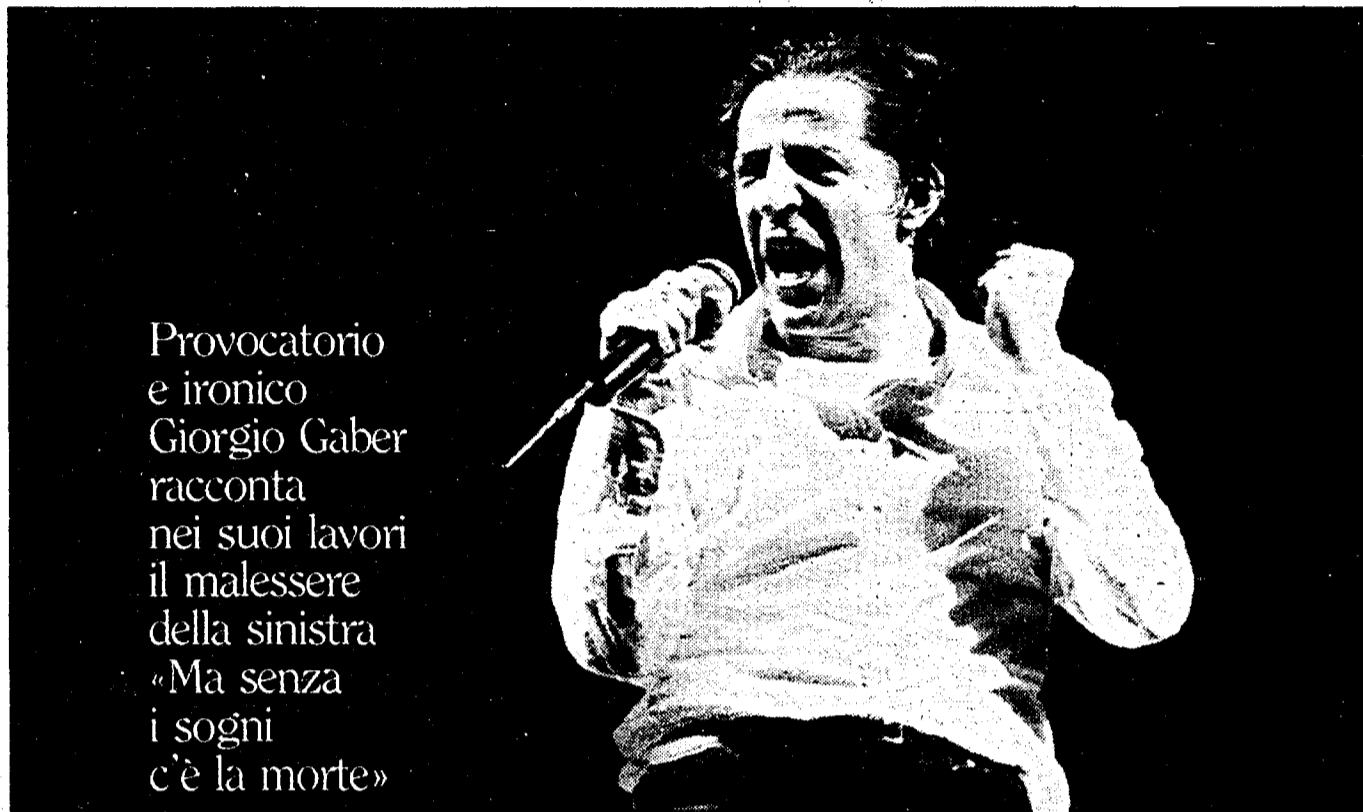 Provocatorio
e ironico
Giorgio Gaber
racconta
nei suoi lavori
il malessere
della sinistra
«Ma senza
i sogni
c'è la morte»